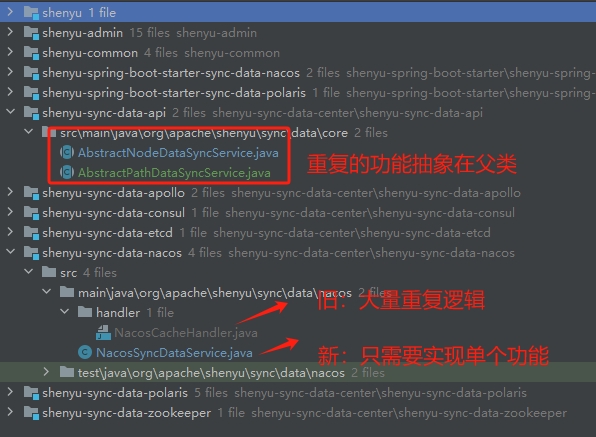 shenyu 1 file
shenyu-admin 15 files shenyu-admin
shenyu-common 4 files shenyu-common
shenyu-spring-boot-starter-sync-data-nacos 2 files shenyu-spring-boot-starter\shenyu-spring-
shenyu-spring-boot-starter-sync-data-polaris 2 files shenyu-spring-boot-starter\shenyu-spring-
shenyu-sync-data-api 2 files shenyu-sync-data-center\shenyu-sync-data-api
src\main\java\org\apache\shenyu\sync\data\core 2 files
AbstractNodeDataSyncService.java
重复的功能抽象在父类
AbstractPathDataSyncService.java
shenyu-sync-data-apollo 2 files shenyu-sync-data-center\shenyu-sync-data-apollo
shenyu-sync-data-consul 2 files shenyu-sync-data-center\shenyu-sync-data-consul
shenyu-sync-data-etcd 2 files shenyu-sync-data-center\shenyu-sync-data-etcd
shenyu-sync-data-nacos 4 files shenyu-sync-data-center\shenyu-sync-data-nacos
src 4 files
main\java\org\apache\shenyu\sync\data\nacos 2 files
handler 1 file
旧：大量重复逻辑
NacosCacheHandler.java
NacosSyncDataService.java
新：只需要实现单个功能
test\java\org\apache\shenyu\sync\data\nacos 2 files
shenyu-sync-data-polaris 5 files shenyu-sync-data-center\shenyu-sync-data-polaris
shenyu-sync-data-zookeeper 1 file shenyu-sync-data-center\shenyu-sync-data-zookeeper